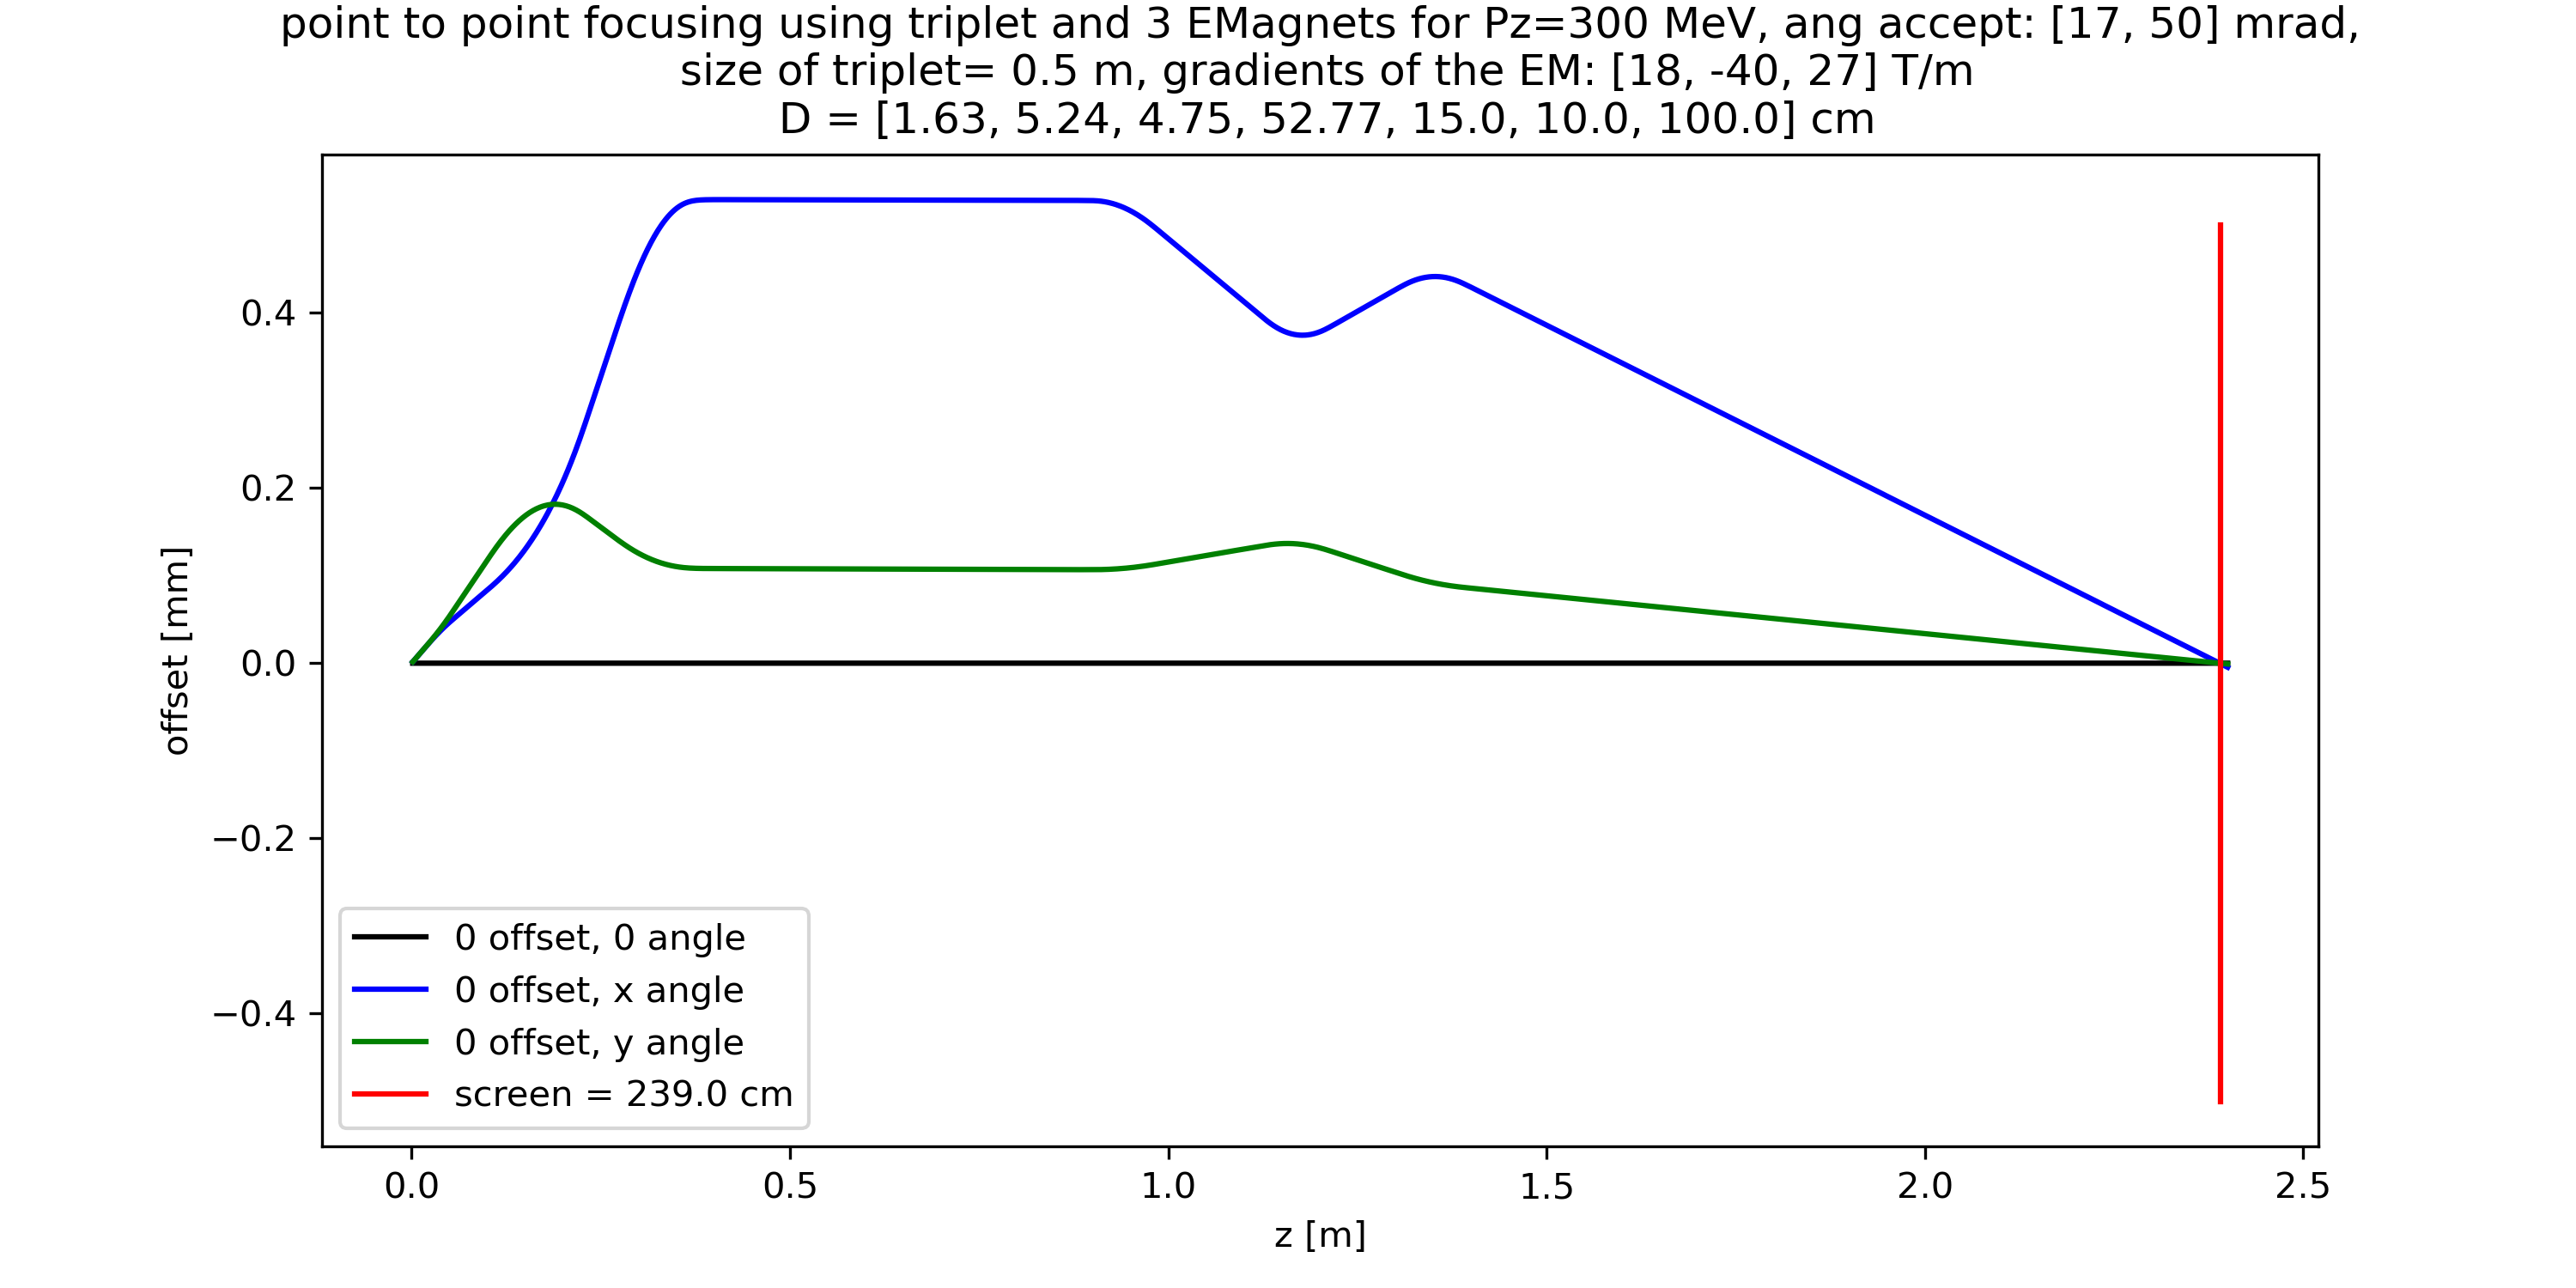 point to point focusing using triplet and 3 EMagnets for Pz=300 MeV, ang accept: [17, 50] mrad,
size of triplet= 0.5 m, gradients of the EM: [18, -40, 27] T/m
D = [1.63, 5.24, 4.75, 52.77, 15.0, 10.0, 100.0] cm
offset [mm]
0.4
0.2
0.0
−0.2
−0.4
0 offset, 0 angle
0 offset, x angle
0 offset, y angle
screen = 239.0 cm
0.0 0.5 1.0 1.5 2.0 2.5
z [m]